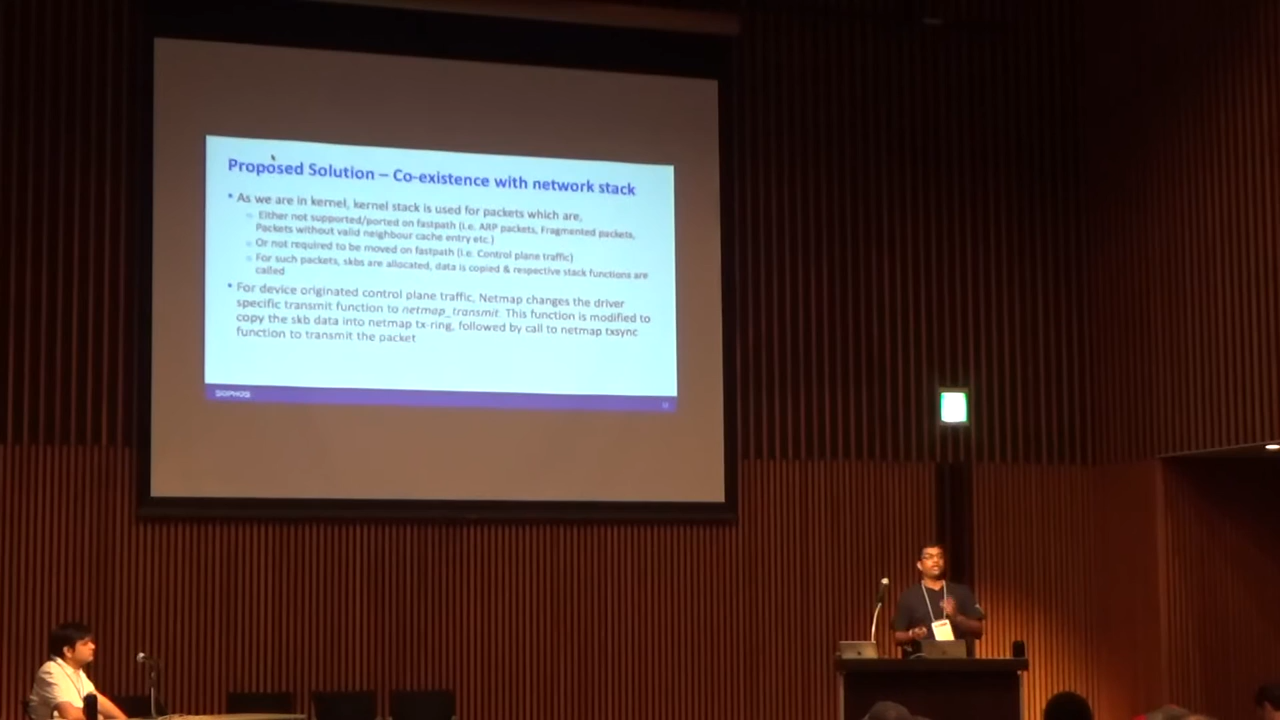 Proposed Solution – Co-existence with network stack
• As we are in kernel, kernel stack is used for packets which are,
Either not supported/ported on fastpath (i.e. ARP packets, Fragmented packets,
Packets without valid neighbour cache entry etc.)
Or not required to be moved on fastpath (i.e. Control plane traffic)
For such packets, skbs are allocated, data is copied & respective stack functions are
called
• For device originated control plane traffic, Netmap changes the driver
specific transmit function to netmap_transmit. This function is modified to
copy the skb data into netmap tx-ring, followed by call to netmap txsync
function to transmit the packet
SOPHOS